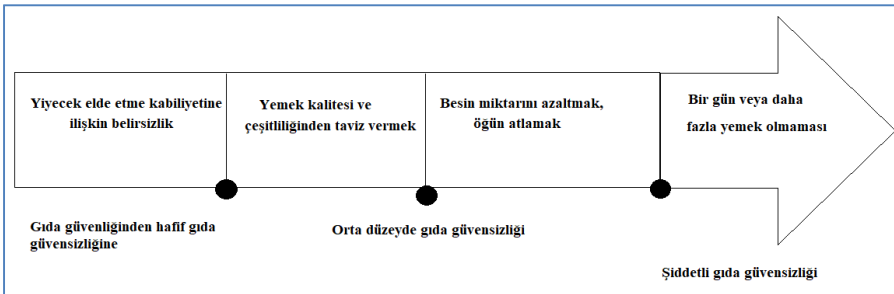 Yiyecek elde etme kabiliyetine
ilişkin belirsizlik
Yemek kalitesi ve
çeşitliliğinden taviz vermek
Besin miktarını azaltmak,
öğün atlamak
Bir gün veya daha
fazla yemek olmaması
Gıda güvenliğinden hafif gıda
güvensizliğine
Orta düzeyde gıda güvensizliği
Şiddetli gıda güvensizliği